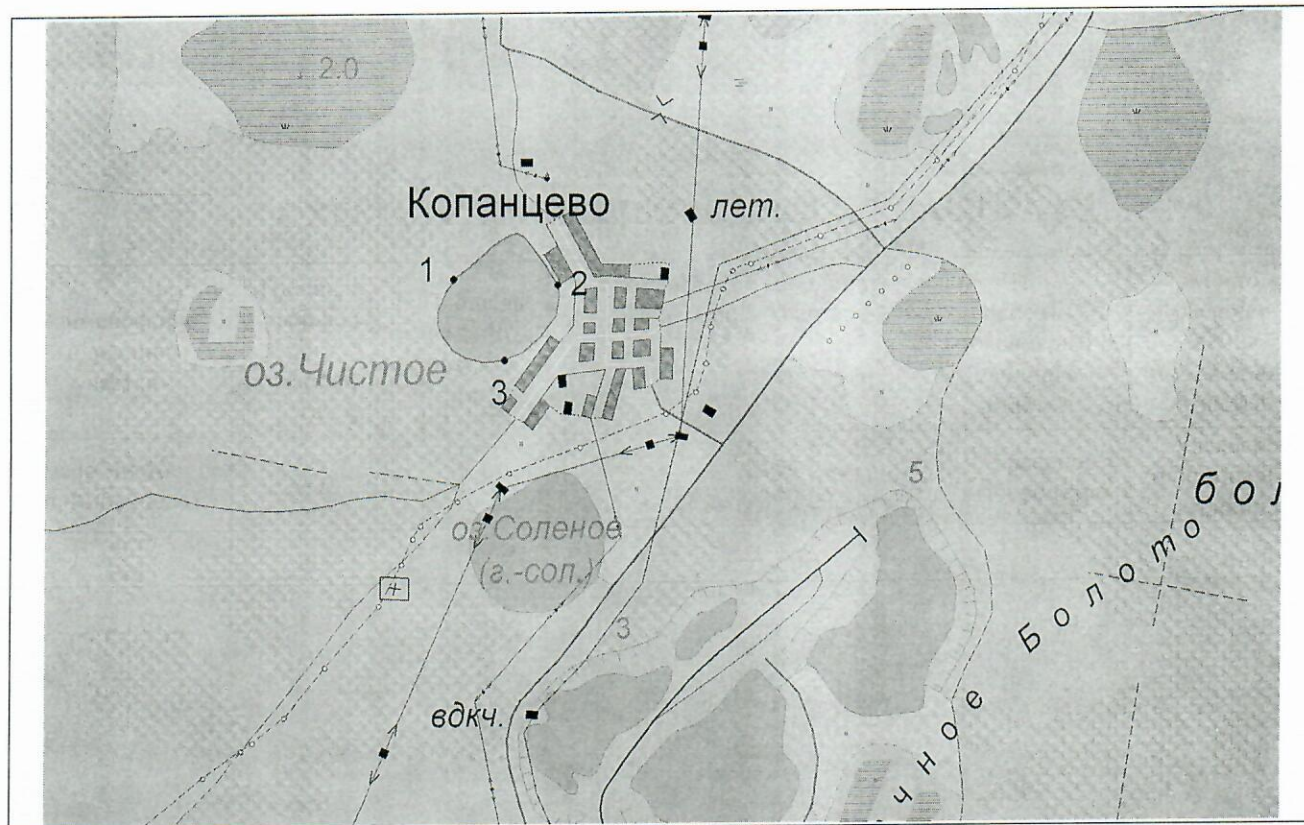 2.0
Копанцево
лет.
1
2
оз.Чистое
3
5
оз.Соленое
(г.-сол.)
бол
Болото
3
вдкч.
чное